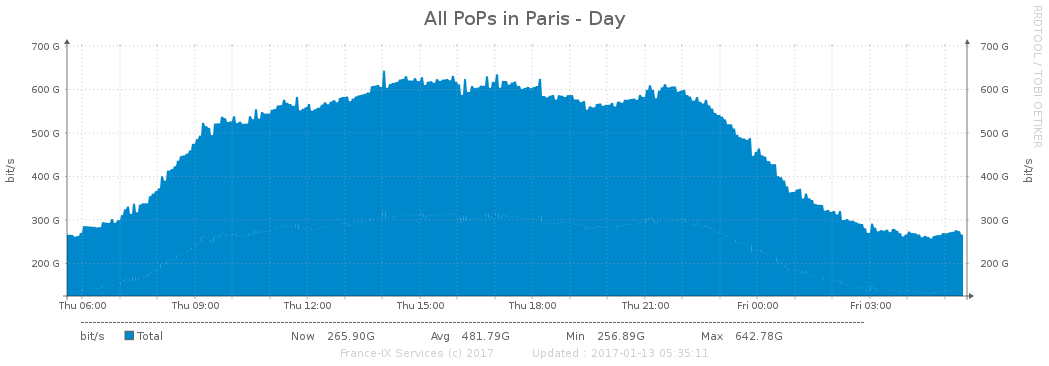 All PoPs in Paris - Day
RRDTOOL / TOBI OETIKER
bit/s
bit/s
700 G 700 G
600 G 600 G
500 G 500 G
400 G 400 G
300 G 300 G
200 G 200 G
Thu 06:00 Thu 09:00 Thu 12:00 Thu 15:00 Thu 18:00 Thu 21:00 Fri 00:00 Fri 03:00
bit/s Total Now 265.90G Avg 481.79G Min 256.89G Max 642.78G
France-IX Services (c) 2017 Updated : 2017-01-13 05:35:11